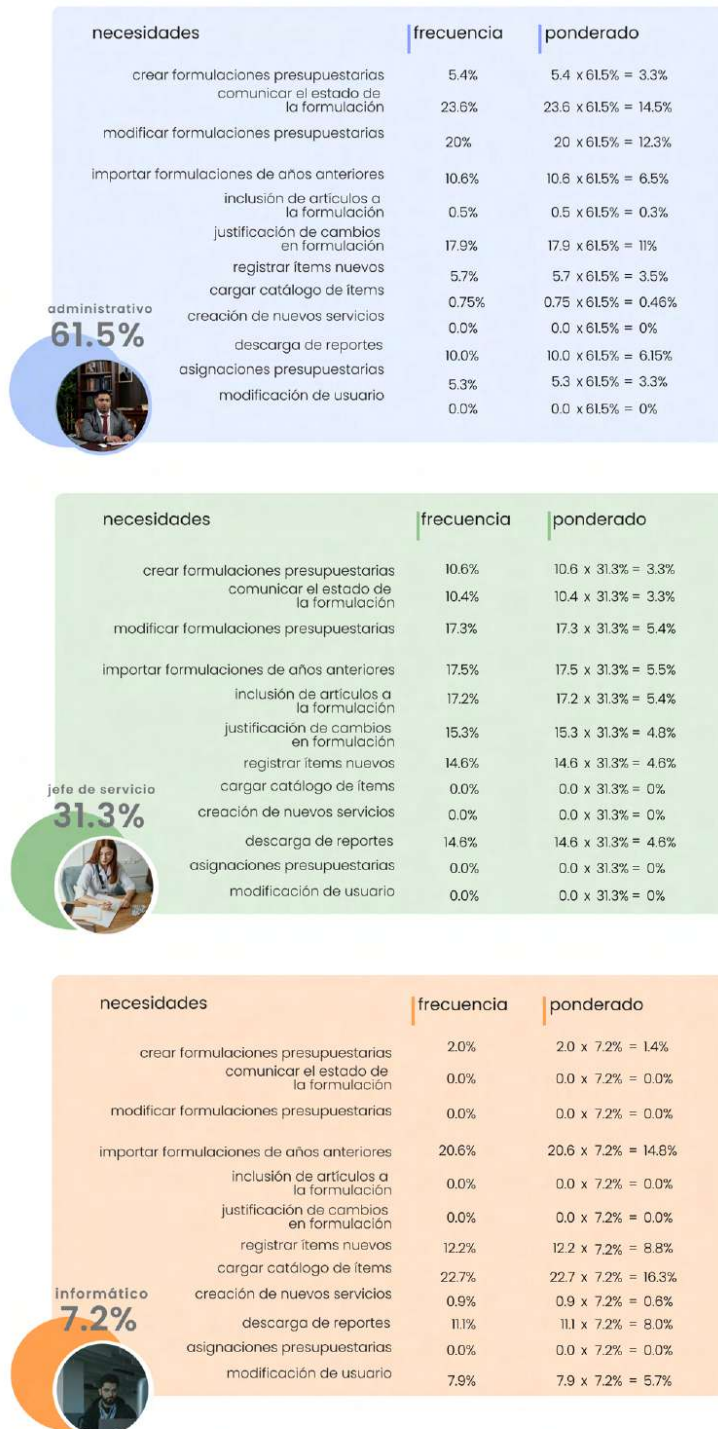 necesidades frecuencia ponderado
crear formulaciones presupuestarias 5.4% 5.4 x 61.5% = 3.3%
comunicar el estado de
la formulación 23.6% 23.6 x 61.5% = 14.5%
modificar formulaciones presupuestarias 20% 20 x 61.5% = 12.3%
importar formulaciones de años anteriores 10.6% 10.6 x 61.5% = 6.5%
inclusión de artículos a
la formulación 0.5% 0.5 x 61.5% = 0.3%
justificación de cambios
en formulación 17.9% 17.9 x 61.5% = 11%
registrar ítems nuevos 5.7% 5.7 x 61.5% = 3.5%
cargar catálogo de ítems 0.75% 0.75 x 61.5% = 0.46%
creación de nuevos servicios 0.0% 0.0 x 61.5% = 0%
descarga de reportes 10.0% 10.0 x 61.5% = 6.15%
asignaciones presupuestarias 5.3% 5.3 x 61.5% = 3.3%
modificación de usuario 0.0% 0.0 x 61.5% = 0%
administrativo
61.5%
necesidades frecuencia ponderado
crear formulaciones presupuestarias 10.6% 10.6 x 31.3% = 3.3%
comunicar el estado de
la formulación 10.4% 10.4 x 31.3% = 3.3%
modificar formulaciones presupuestarias 17.3% 17.3 x 31.3% = 5.4%
importar formulaciones de años anteriores 17.5% 17.5 x 31.3% = 5.5%
inclusión de artículos a
la formulación 17.2% 17.2 x 31.3% = 5.4%
justificación de cambios
en formulación 15.3% 15.3 x 31.3% = 4.8%
registrar ítems nuevos 14.6% 14.6 x 31.3% = 4.6%
cargar catálogo de ítems 0.0% 0.0 x 31.3% = 0%
creación de nuevos servicios 0.0% 0.0 x 31.3% = 0%
descarga de reportes 14.6% 14.6 x 31.3% = 4.6%
asignaciones presupuestarias 0.0% 0.0 x 31.3% = 0%
modificación de usuario 0.0% 0.0 x 31.3% = 0%
jefe de servicio
31.3%
necesidades frecuencia ponderado
crear formulaciones presupuestarias 2.0% 2.0 x 7.2% = 1.4%
comunicar el estado de
la formulación 0.0% 0.0 x 7.2% = 0.0%
modificar formulaciones presupuestarias 0.0% 0.0 x 7.2% = 0.0%
importar formulaciones de años anteriores 20.6% 20.6 x 7.2% = 14.8%
inclusión de artículos a
la formulación 0.0% 0.0 x 7.2% = 0.0%
justificación de cambios
en formulación 0.0% 0.0 x 7.2% = 0.0%
registrar ítems nuevos 12.2% 12.2 x 7.2% = 8.8%
cargar catálogo de ítems 22.7% 22.7 x 7.2% = 16.3%
creación de nuevos servicios 0.9% 0.9 x 7.2% = 0.6%
descarga de reportes 11.1% 11.1 x 7.2% = 8.0%
asignaciones presupuestarias 0.0% 0.0 x 7.2% = 0.0%
modificación de usuario 7.9% 7.9 x 7.2% = 5.7%
informático
7.2%